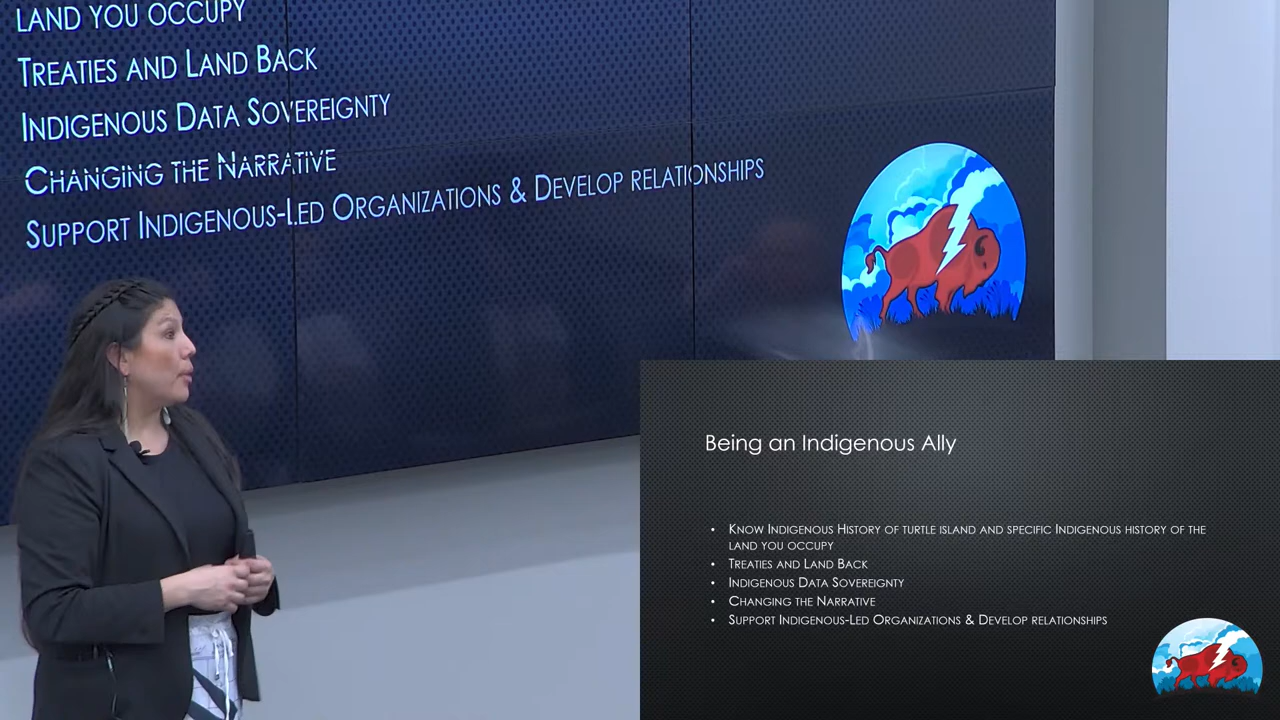 LAND YOU OCCUPY
TREATIES AND LAND BACK
INDIGENOUS DATA SOVEREIGNTY
CHANGING THE NARRATIVE
SUPPORT INDIGENOUS-LED ORGANIZATIONS & DEVELOP RELATIONSHIPS
Being an Indigenous Ally
• KNOW INDIGENOUS HISTORY OF TURTLE ISLAND AND SPECIFIC INDIGENOUS HISTORY OF THE
LAND YOU OCCUPY
• TREATIES AND LAND BACK
• INDIGENOUS DATA SOVEREIGNTY
• CHANGING THE NARRATIVE
• SUPPORT INDIGENOUS-LED ORGANIZATIONS & DEVELOP RELATIONSHIPS